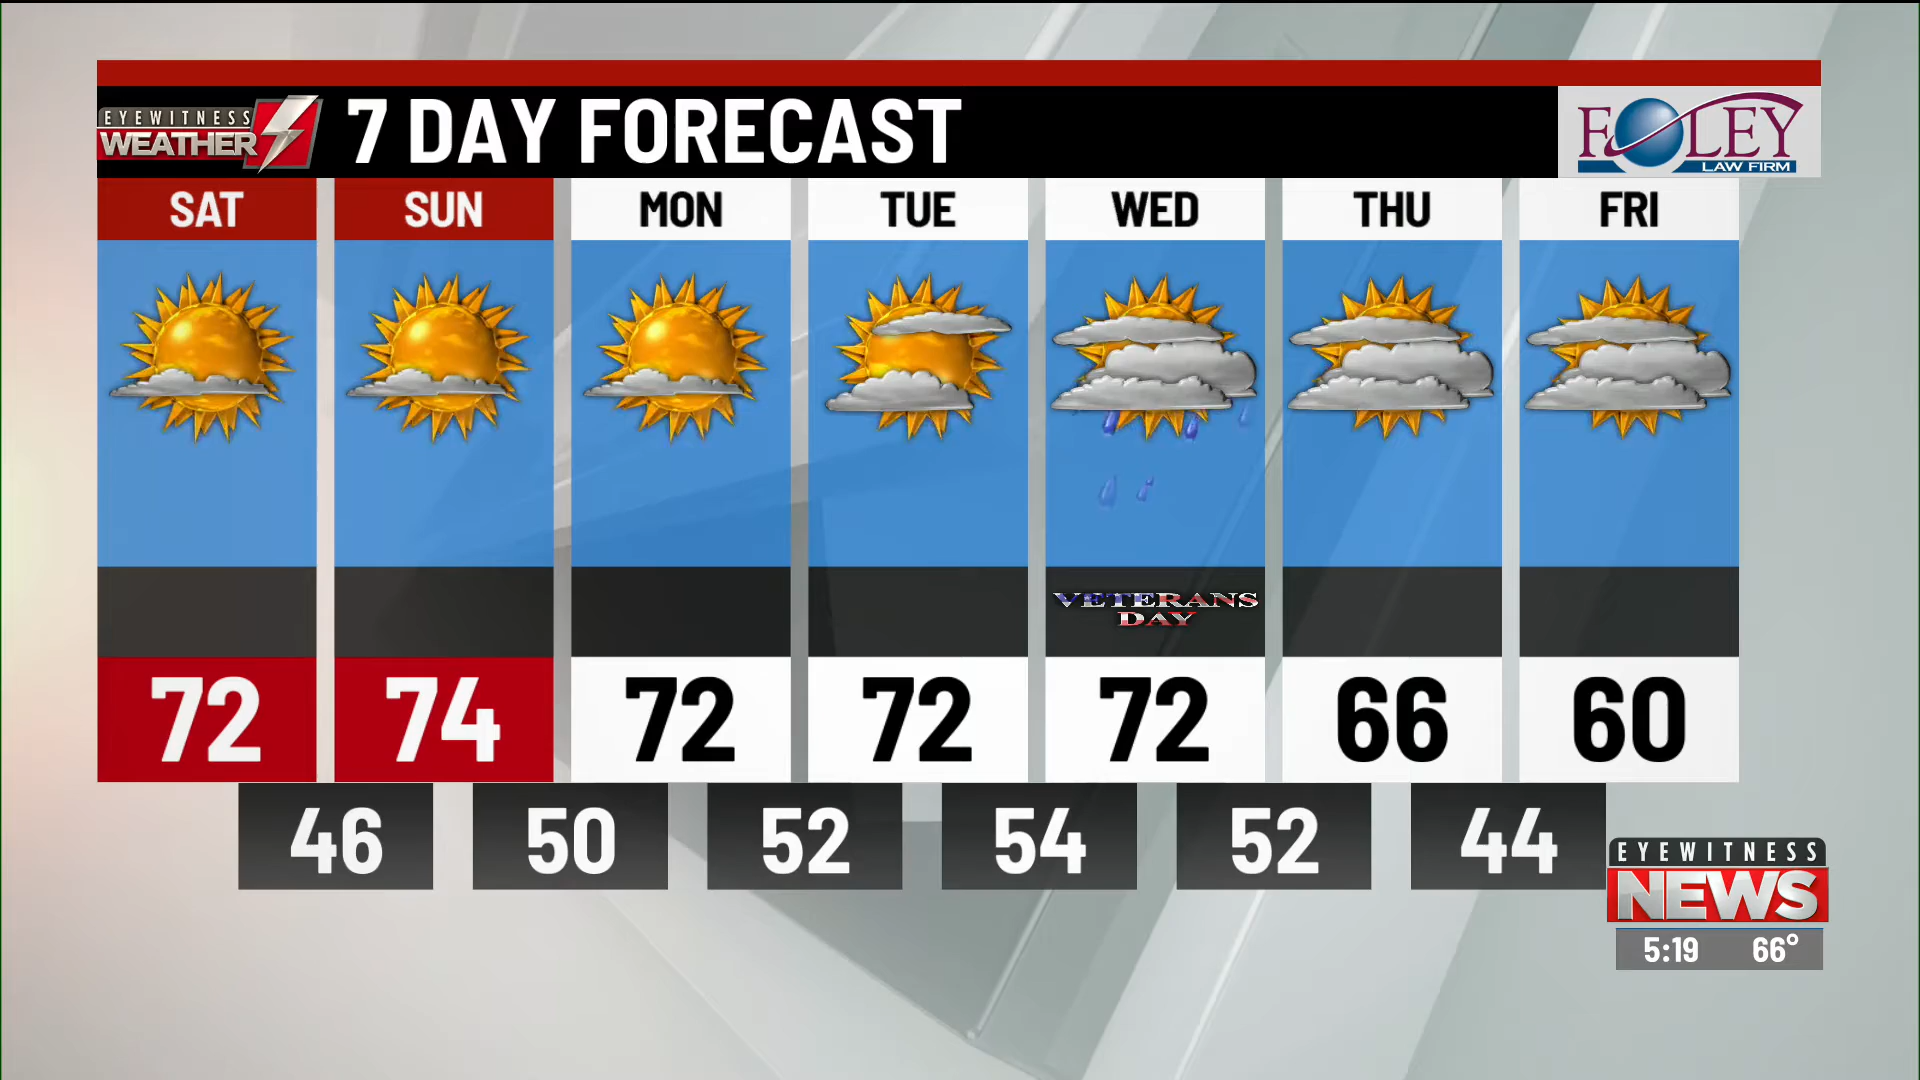 EYEWITNESS
WEATHER
7 DAY FORECAST
FOLEY
LAW FIRM
SAT SUN MON TUE WED THU FRI
VETERANS
DAY
72 74 72 72 72 66 60
46 50 52 54 52 44
EYEWITNESS
NEWS
5:19 66°